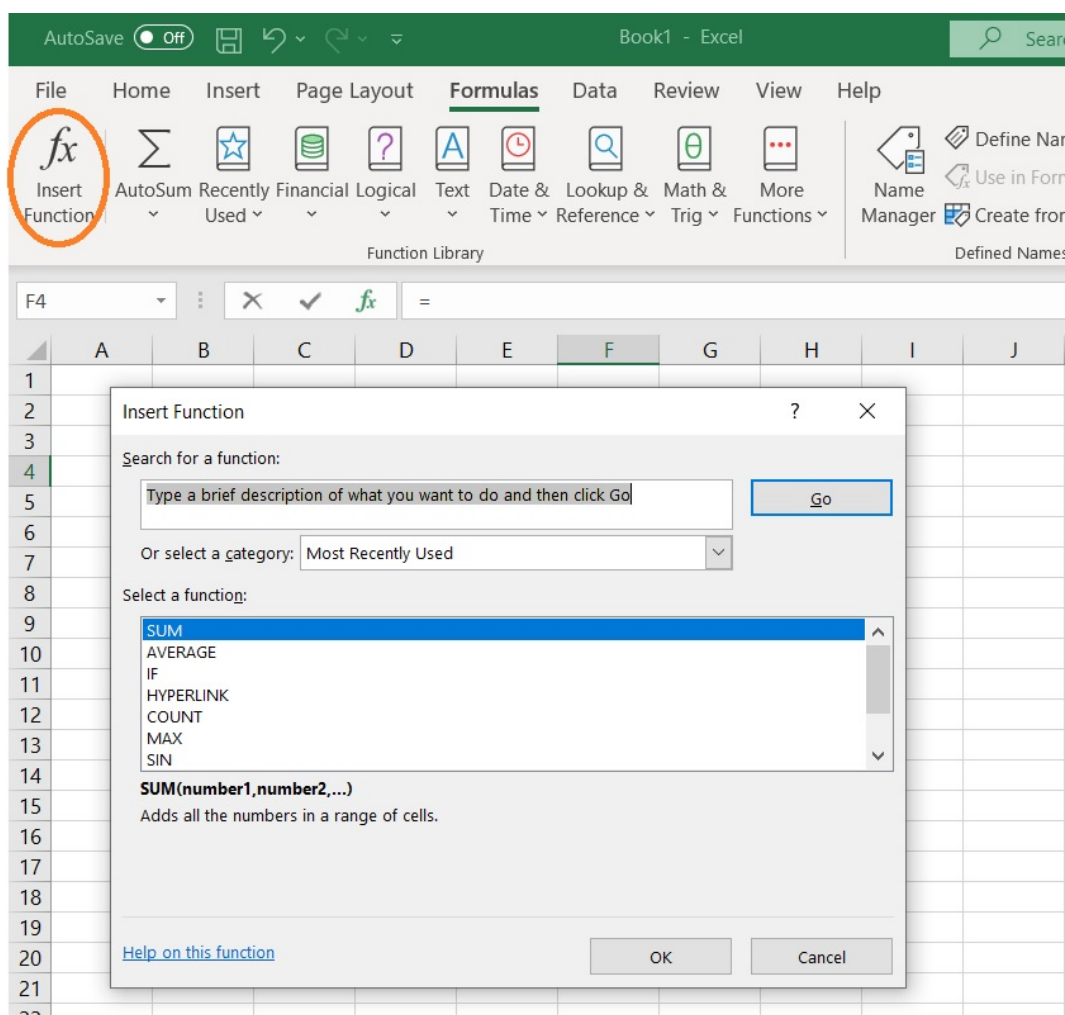 AutoSave Off Book1 - Excel Sear
File Home Insert Page Layout Formulas Data Review View Help
fx
Insert Function
AutoSum
Recently Used
Financial
Logical
Text
Date & Time
Lookup & Reference
Math & Trig
More Functions
Name Manager
Define Nar
Use in Forr
Create fror
Function Library
Defined Names
F4 fx =
A B C D E F G H I J
1
2
3
4
5
6
7
8
9
10
11
12
13
14
15
16
17
18
19
20
21
Insert Function ?
Search for a function:
Type a brief description of what you want to do and then click Go
Go
Or select a category: Most Recently Used
Select a function:
SUM
AVERAGE
IF
HYPERLINK
COUNT
MAX
SIN
SUM(number1,number2,...)
Adds all the numbers in a range of cells.
Help on this function
OK Cancel